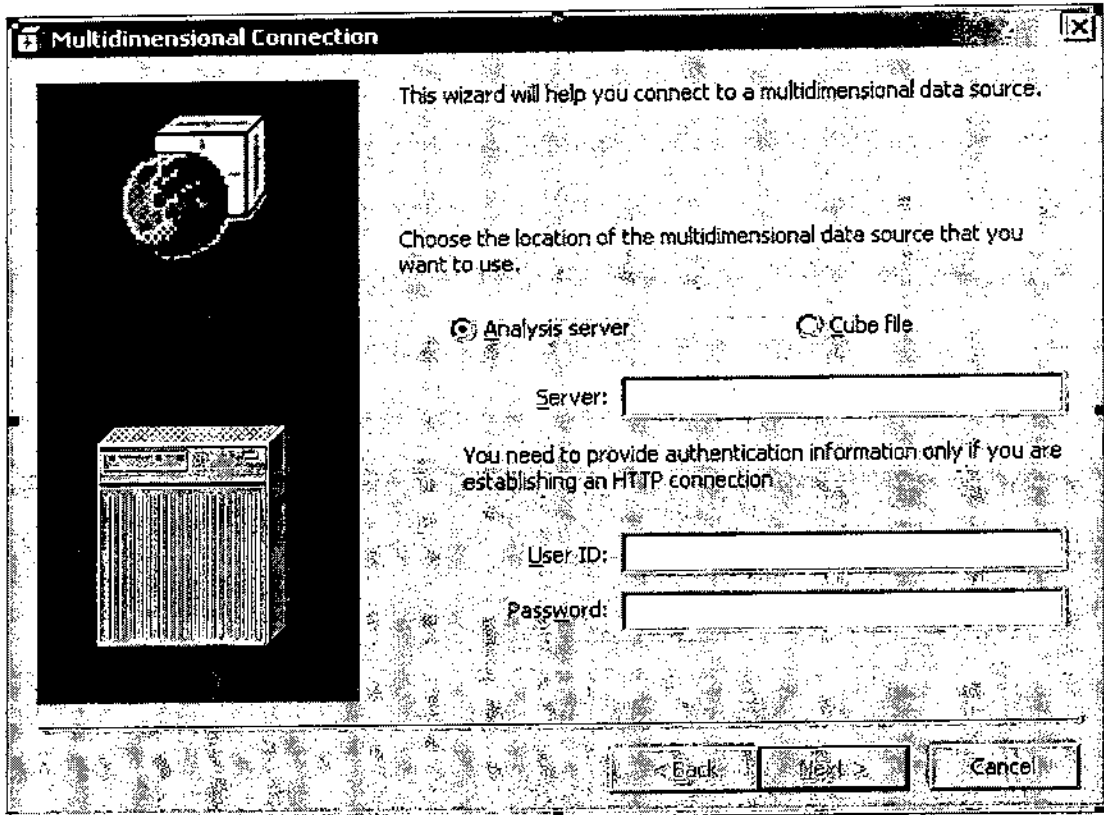 Multidimensional Connection
This wizard will help you connect to a multidimensional data source.
Choose the location of the multidimensional data source that you
want to use.
Analysis server
Cube file
Server:
You need to provide authentication information only if you are
establishing an HTTP connection
User ID:
Password:
< Back
Next >
Cancel